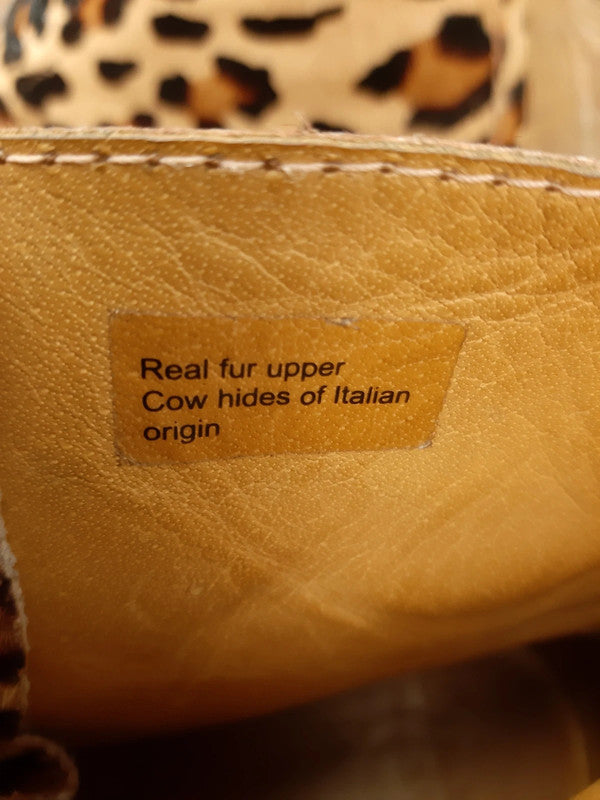 Real fur upper
Cow hides of Italian
origin